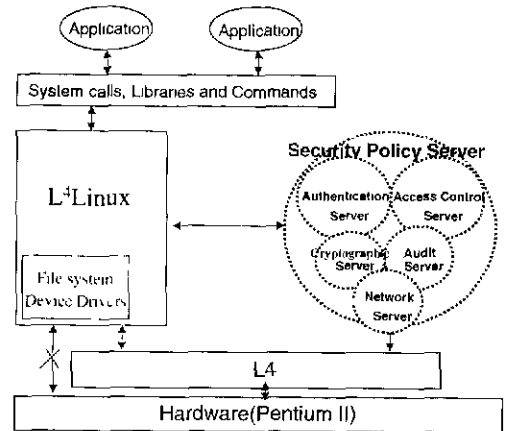 Application
Application
System calls, Libraries and Commands
L⁴Linux
File system
Device Drivers
Security Policy Server
Authentication
Server
Access Control
Server
Cryptographic
Server
Audit
Server
Network
Server
L4
Hardware(Pentium II)